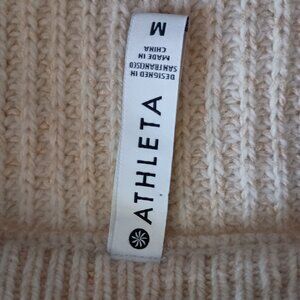 ATHLETA
M
DESIGNED IN
SAN FRANCISCO
MADE IN
CHINA